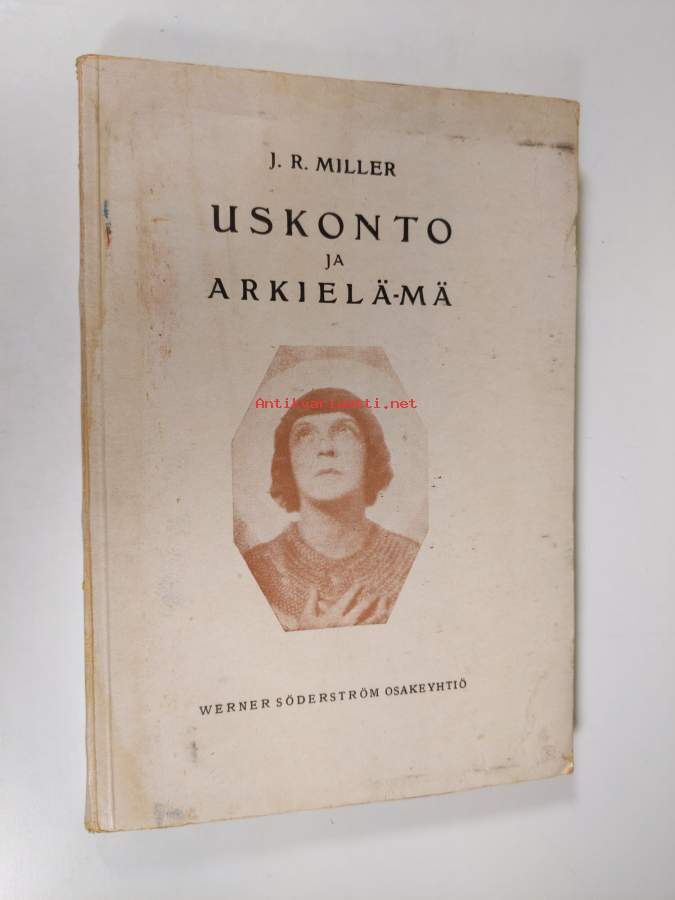 J. R. MILLER
USKONTO
JA
ARKIELÄ-MÄ
Antikvariaatti.net
WERNER SÖDERSTRÖM OSAKEYHTIÖ